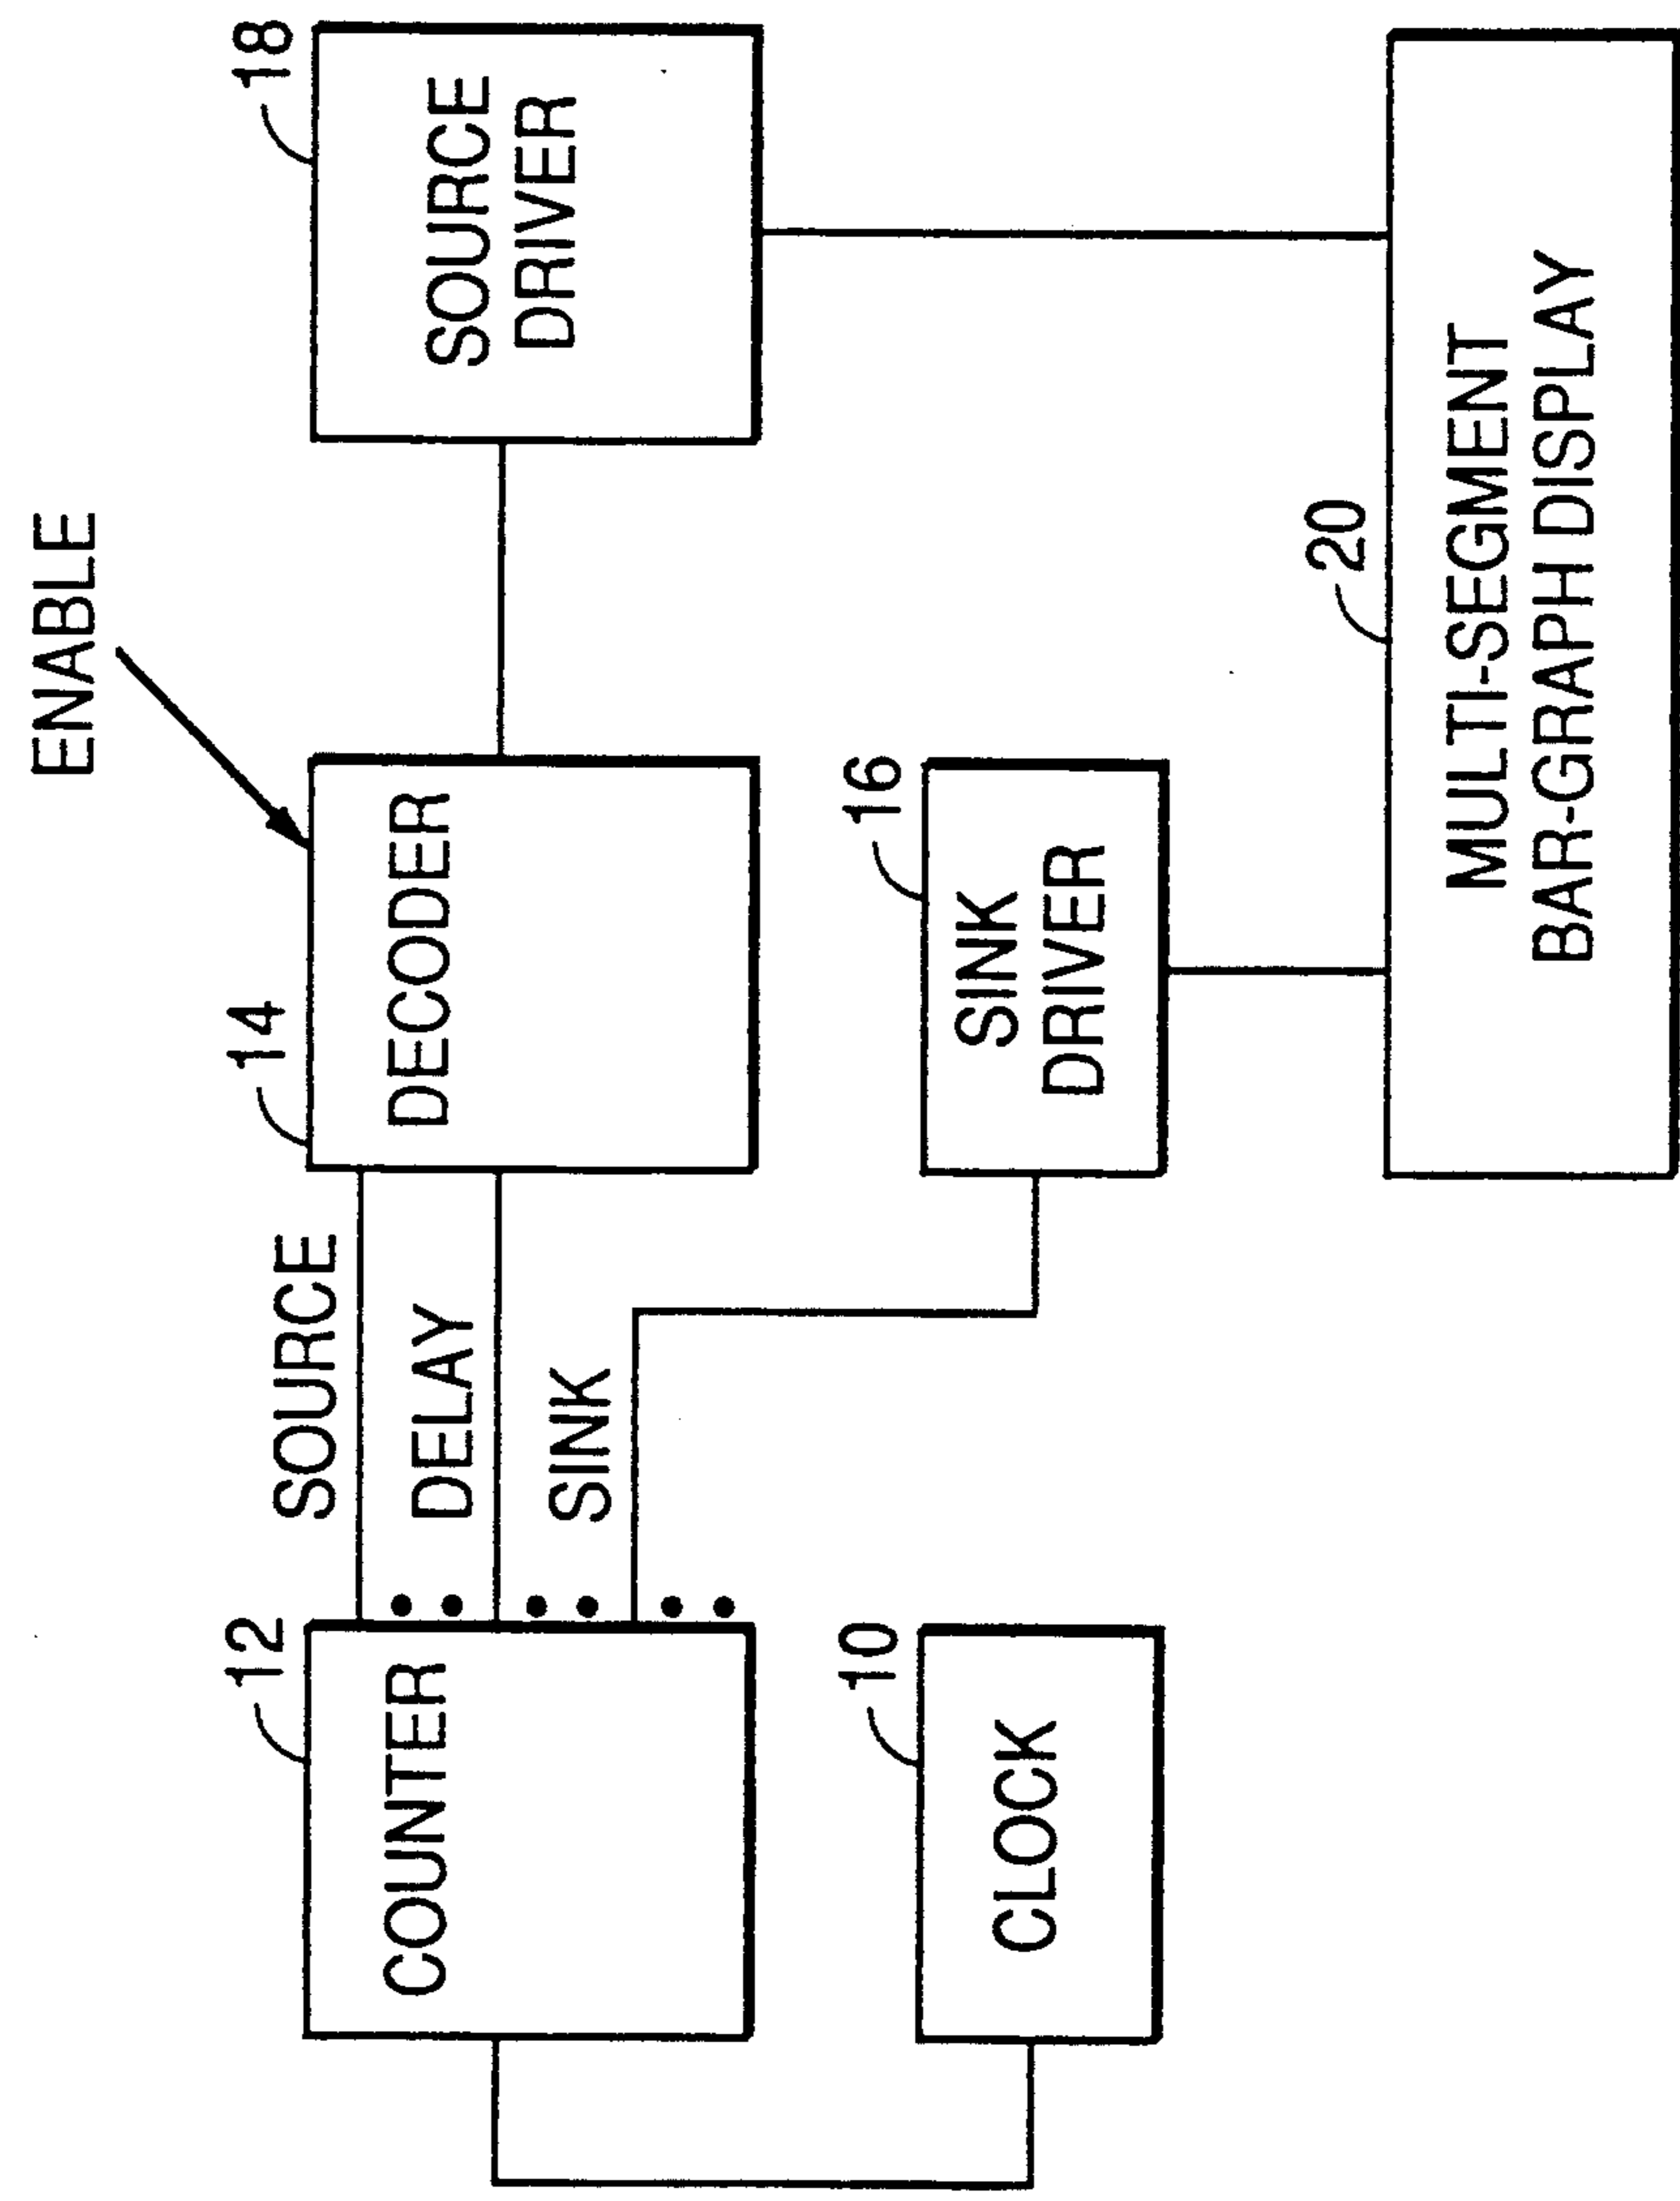 ENABLE
12
COUNTER
SOURCE
DELAY
SINK
14
DECODER
18
SOURCE
DRIVER
10
CLOCK
16
SINK
DRIVER
20
MULTI-SEGMENT
BAR-GRAPH DISPLAY